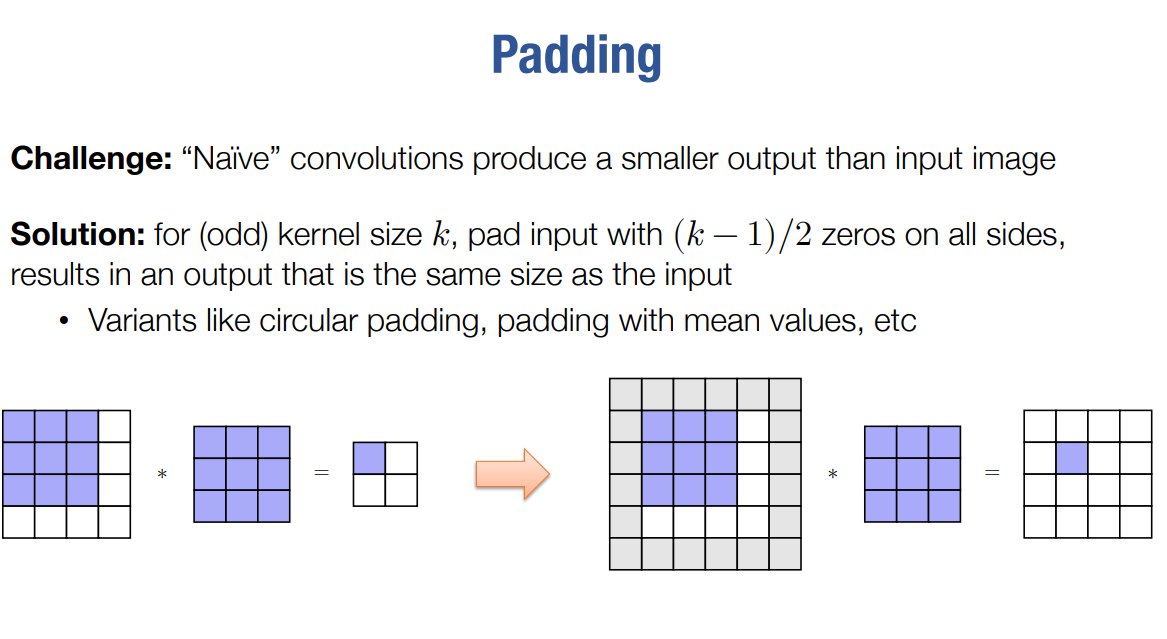 Padding
Challenge: “Naïve” convolutions produce a smaller output than input image
Solution: for (odd) kernel size k, pad input with (k − 1)/2 zeros on all sides,
results in an output that is the same size as the input
• Variants like circular padding, padding with mean values, etc
* = * =